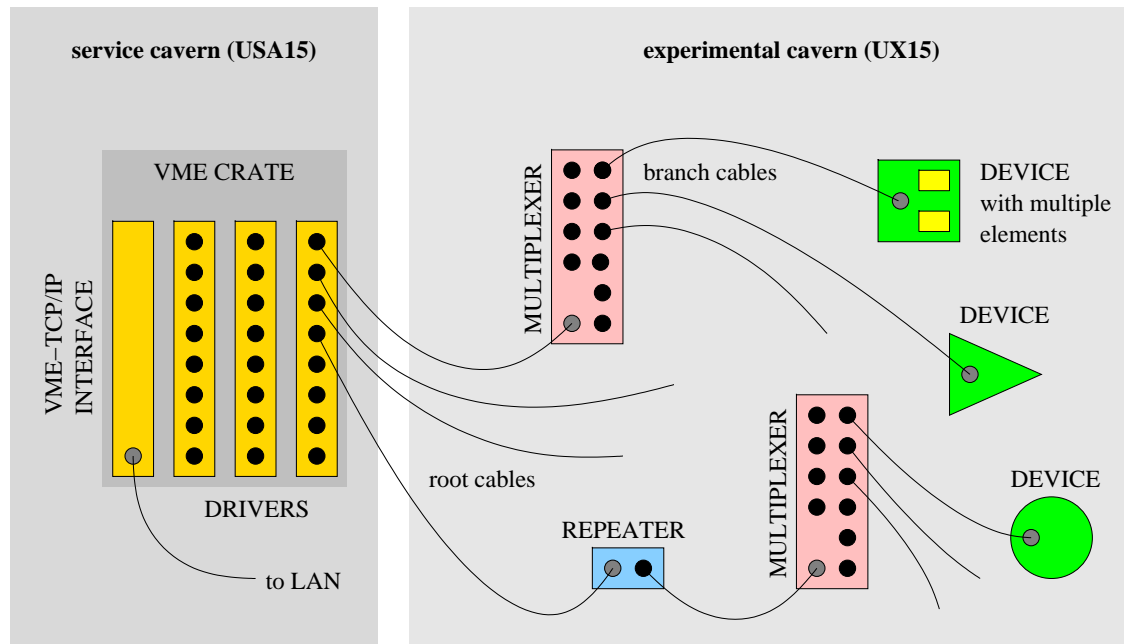 service cavern (USA15)
experimental cavern (UX15)
VME CRATE
VME−TCP/IP
INTERFACE
DRIVERS
to LAN
root cables
MULTIPLEXER
branch cables
DEVICE
with multiple
elements
DEVICE
REPEATER
MULTIPLEXER
DEVICE